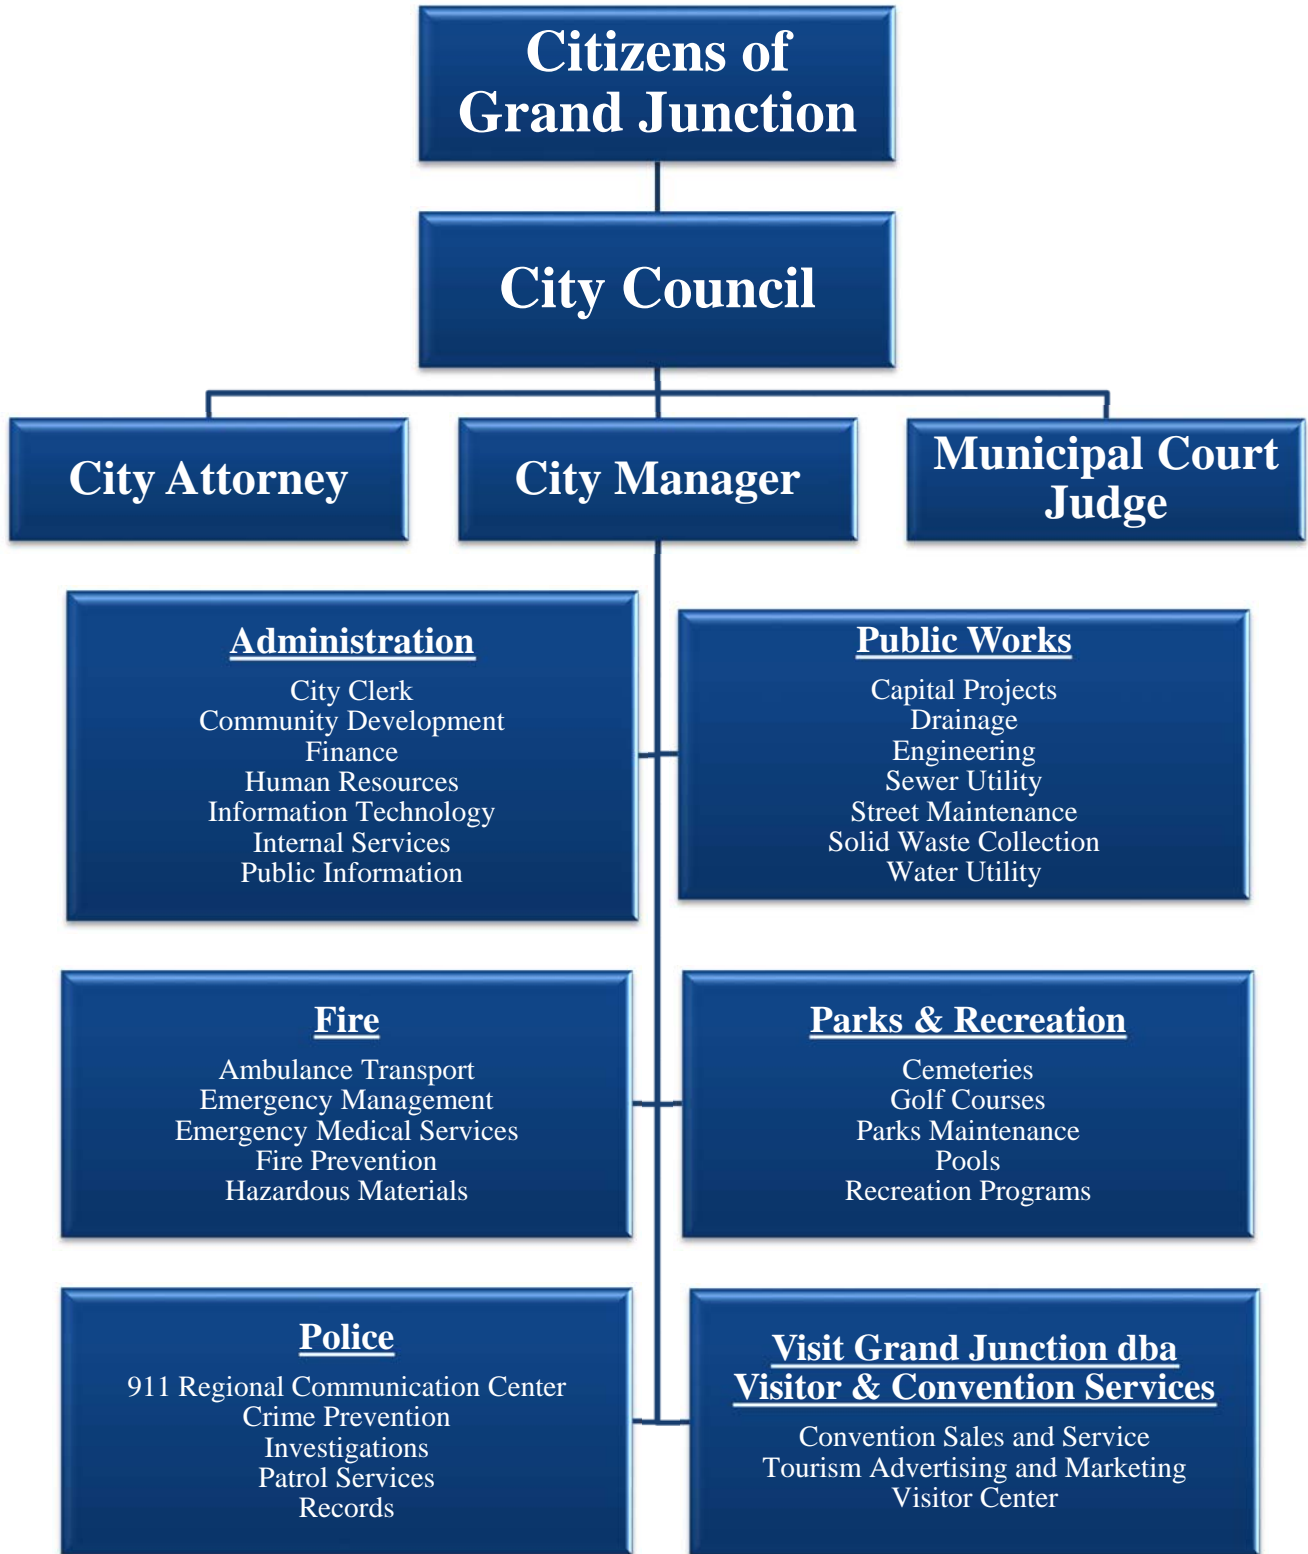 Citizens of
Grand Junction
City Council
City Attorney
City Manager
Municipal Court
Judge
Administration
City Clerk
Community Development
Finance
Human Resources
Information Technology
Internal Services
Public Information
Public Works
Capital Projects
Drainage
Engineering
Sewer Utility
Street Maintenance
Solid Waste Collection
Water Utility
Fire
Ambulance Transport
Emergency Management
Emergency Medical Services
Fire Prevention
Hazardous Materials
Parks & Recreation
Cemeteries
Golf Courses
Parks Maintenance
Pools
Recreation Programs
Police
911 Regional Communication Center
Crime Prevention
Investigations
Patrol Services
Records
Visit Grand Junction dba
Visitor & Convention Services
Convention Sales and Service
Tourism Advertising and Marketing
Visitor Center